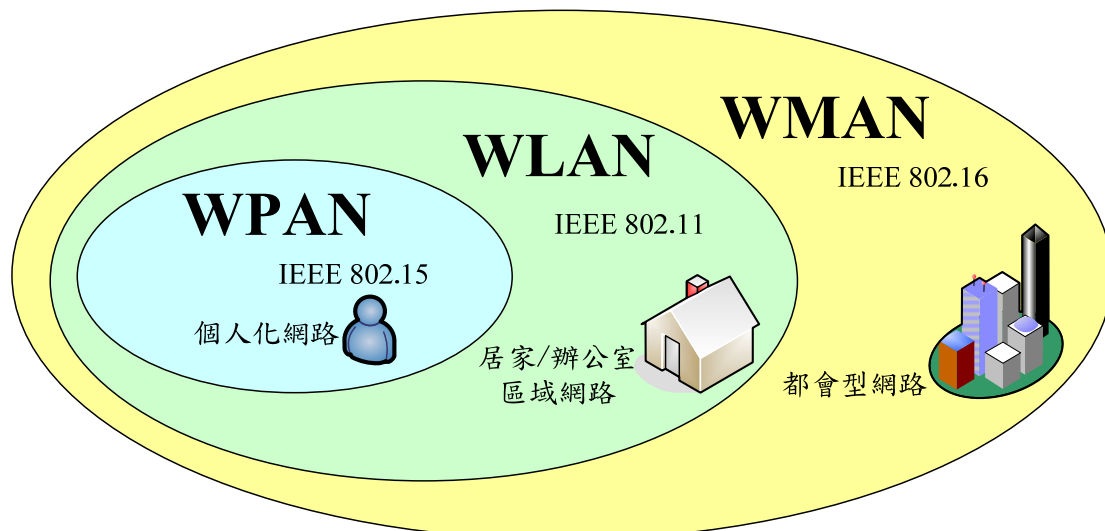 WMAN
IEEE 802.16
WLAN
IEEE 802.11
WPAN
IEEE 802.15
個人化網路
居家/辦公室
區域網路
都會型網路